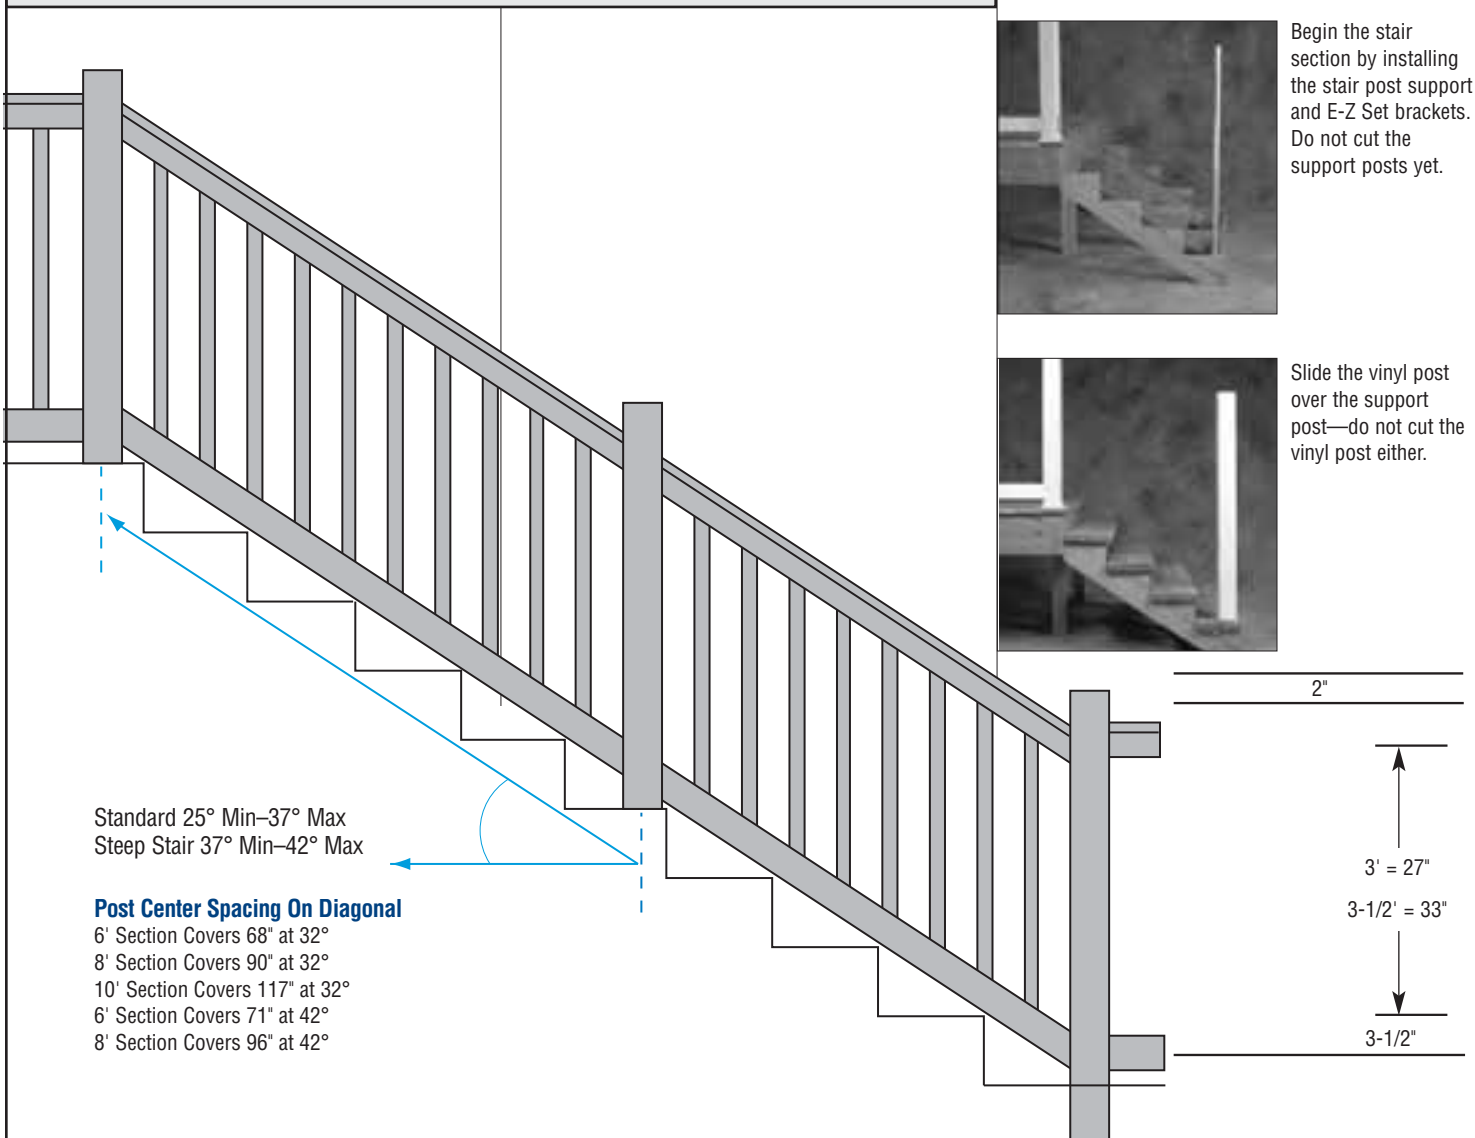 Begin the stair
section by installing
the stair post support
and E-Z Set brackets.
Do not cut the
support posts yet.
Slide the vinyl post
over the support
post—do not cut the
vinyl post either.
2"
3' = 27"
3-1/2' = 33"
3-1/2"
Standard 25° Min–37° Max
Steep Stair 37° Min–42° Max
Post Center Spacing On Diagonal
6' Section Covers 68" at 32°
8' Section Covers 90" at 32°
10' Section Covers 117" at 32°
6' Section Covers 71" at 42°
8' Section Covers 96" at 42°